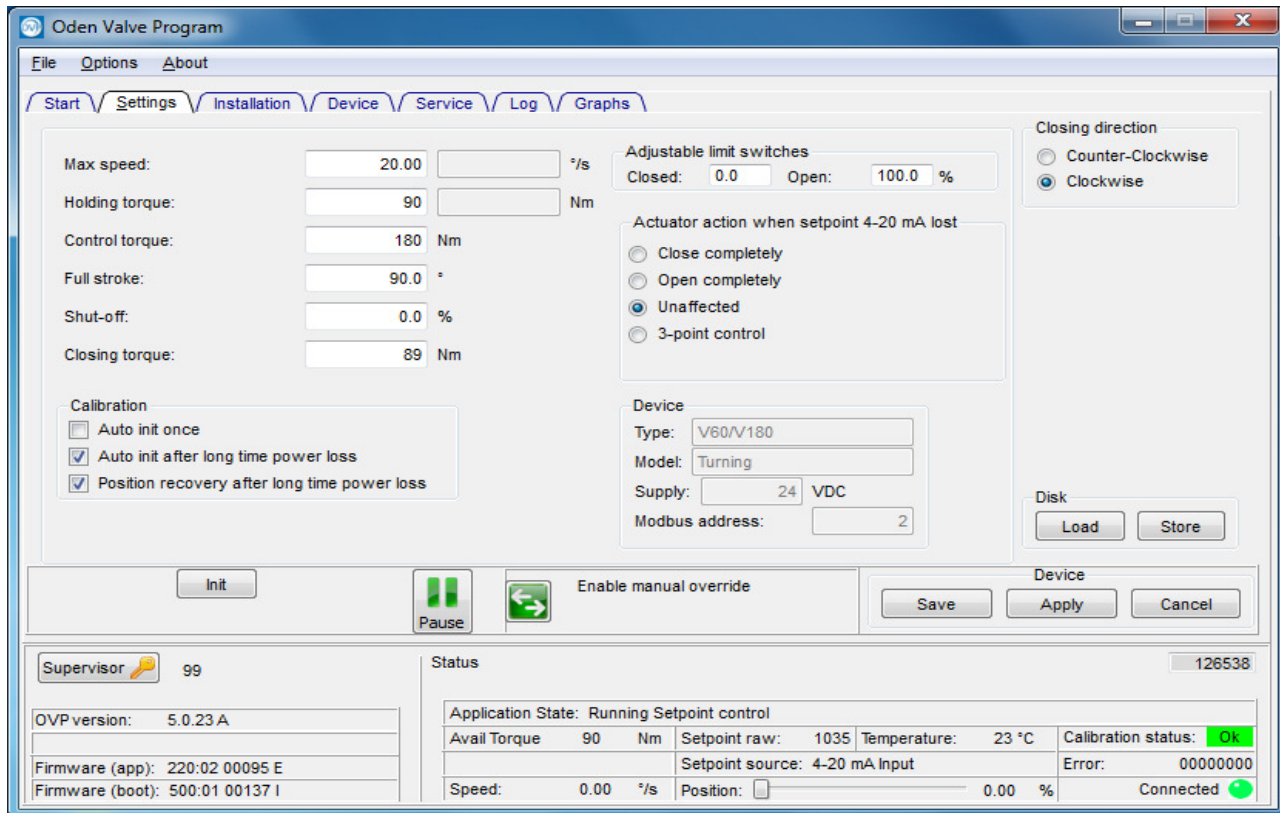 Oden Valve Program
File Options About
Start Settings Installation Device Service Log Graphs
Max speed: 20.00 °/s
Holding torque: 90 Nm
Control torque: 180 Nm
Full stroke: 90.0 °
Shut-off: 0.0 %
Closing torque: 89 Nm
Calibration
Auto init once
Auto init after long time power loss
Position recovery after long time power loss
Adjustable limit switches
Closed: 0.0 Open: 100.0 %
Actuator action when setpoint 4-20 mA lost
Close completely
Open completely
Unaffected
3-point control
Device
Type: V60/V180
Model: Turning
Supply: 24 VDC
Modbus address: 2
Closing direction
Counter-Clockwise
Clockwise
Disk
Load Store
Init
Pause
Enable manual override
Device
Save Apply Cancel
Supervisor 99
OVP version: 5.0.23 A
Firmware (app): 220:02 00095 E
Firmware (boot): 500:01 00137 I
Status 126538
Application State: Running Setpoint control
Avail Torque 90 Nm Setpoint raw: 1035 Temperature: 23 °C Calibration status: Ok
Setpoint source: 4-20 mA Input Error: 00000000
Speed: 0.00 °/s Position: 0.00 % Connected